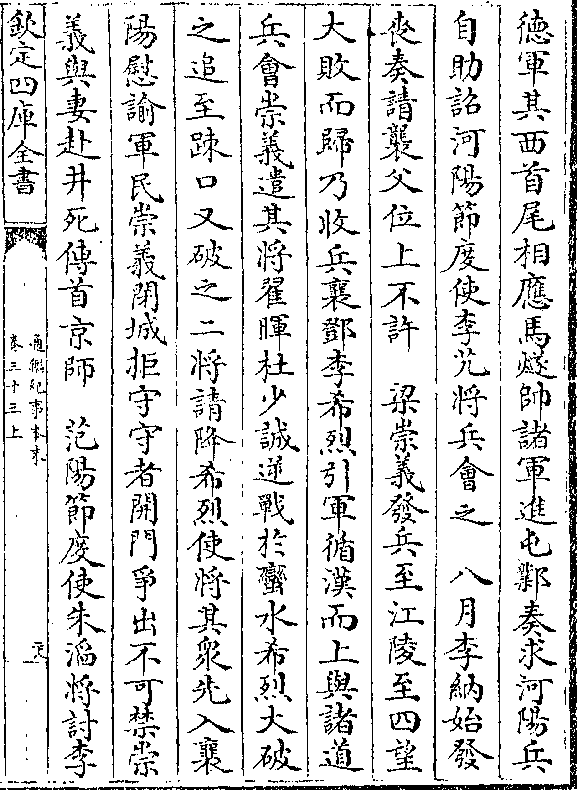 德軍其西首尾相應馬燧帥諸軍進屯鄴奏求河陽兵
自助詔河陽節度使李艽將兵會之　八月李納始發
喪奏請襲父位上不許　梁崇義發兵至江陵至四望
大敗而歸乃收兵襄鄧李希烈引軍循漢而上與諸道
兵會崇義遣其將翟暉杜少誠逆戰於蠻水希烈大破
之追至疎口又破之二將請降希烈使將其衆先入襄
陽慰諭軍民崇義閉城拒守守者開門爭出不可禁崇
義與妻赴井死傳首京師　范陽節度使朱滔將討李
欽定四庫全書
通鑑紀事本末
卷三十三上